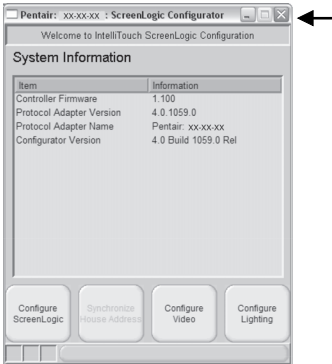 Pentair: xx-xx-xx : ScreenLogic Configurator
Welcome to IntelliTouch ScreenLogic Configuration
System Information
Item Information
Controller Firmware 1.100
Protocol Adapter Version 4.0.1059.0
Protocol Adapter Name Pentair: xx-xx-xx
Configurator Version 4.0 Build 1059.0 Rel
Configure ScreenLogic
Synchronize House Address
Configure Video
Configure Lighting